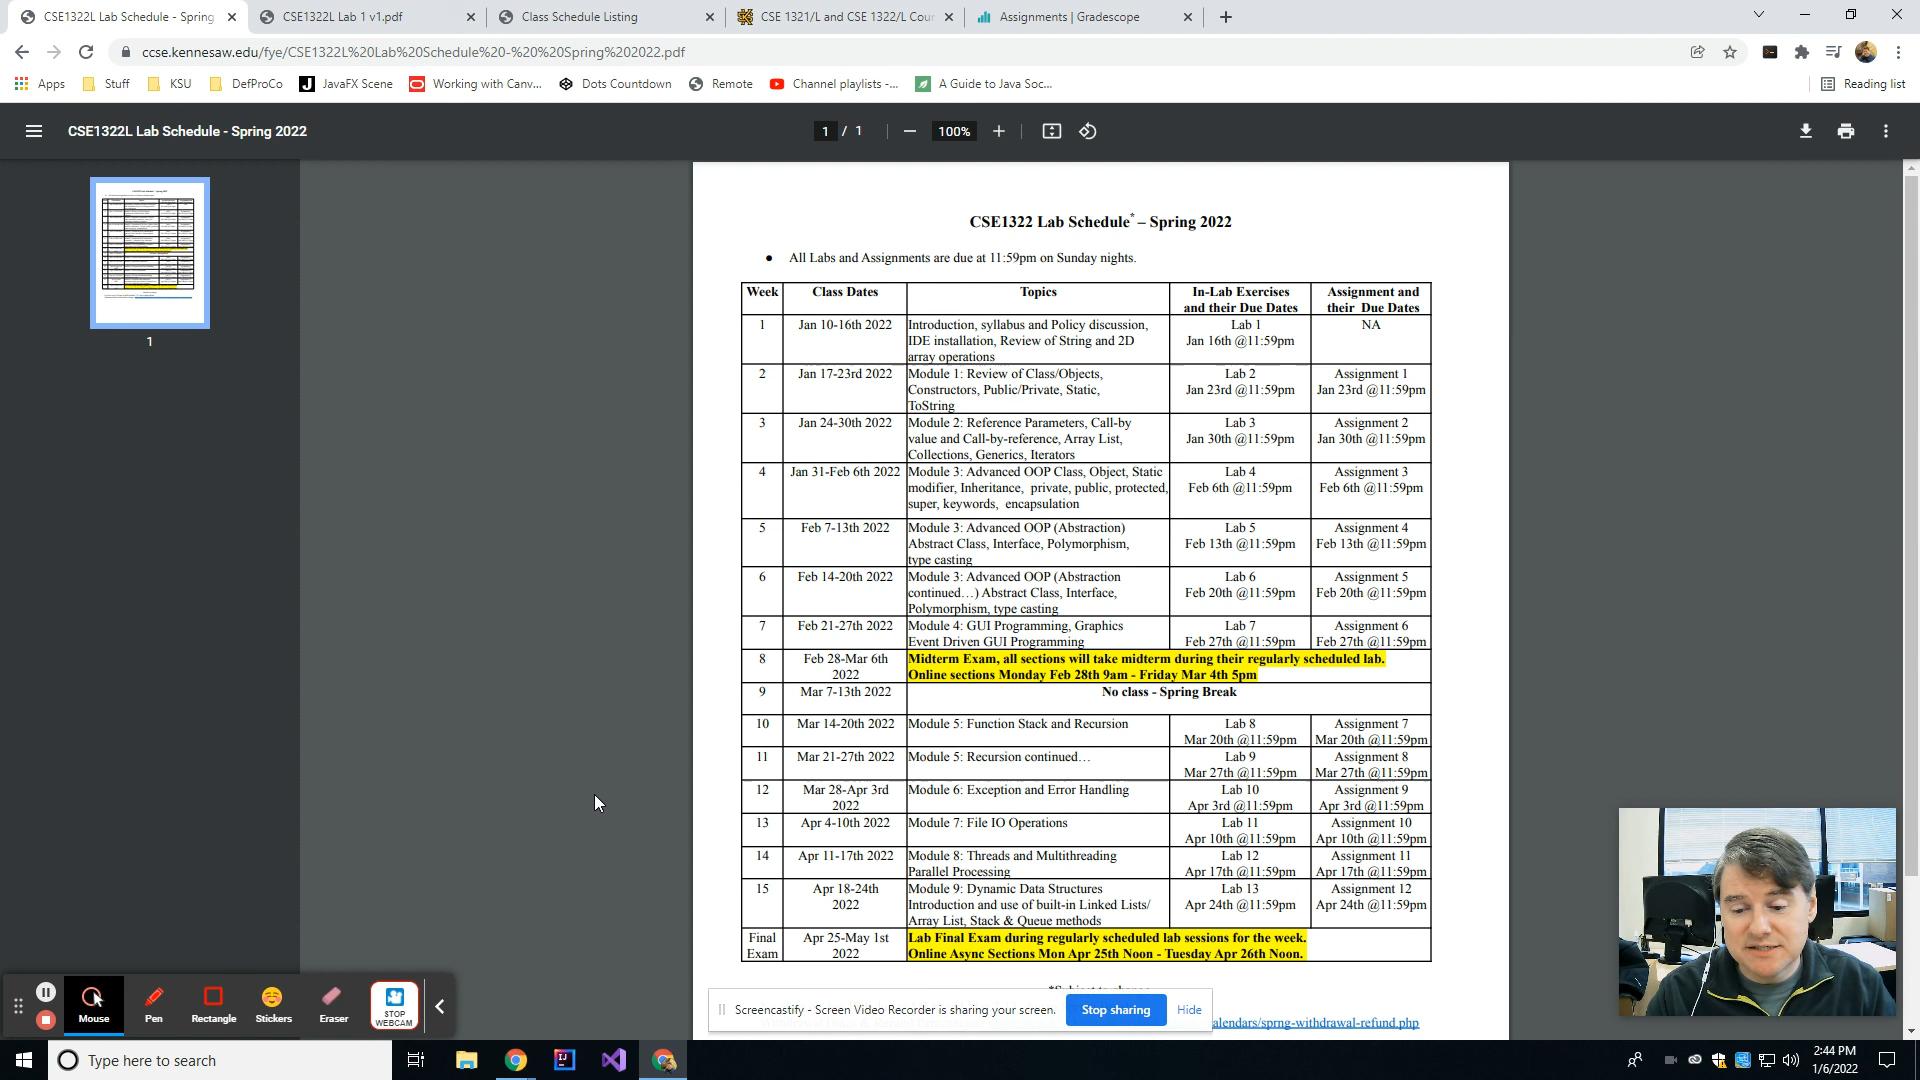 CSE1322L Lab Schedule - Spring
CSE1322L Lab 1 v1.pdf
Class Schedule Listing
CSE 1321/L and CSE 1322/L Cour
Assignments | Gradescope
ccse.kennesaw.edu/fye/CSE1322L%20Lab%20Schedule%20-%20%20Spring%202022.pdf
Apps
Stuff
KSU
DefProCo
JavaFX Scene
Working with Canv...
Dots Countdown
Remote
Channel playlists -...
A Guide to Java Soc...
Reading list
CSE1322L Lab Schedule - Spring 2022
1 / 1
100%
1
CSE1322 Lab Schedule* – Spring 2022
● All Labs and Assignments are due at 11:59pm on Sunday nights.
Week
Class Dates
Topics
In-Lab Exercises
and their Due Dates
Assignment and
their Due Dates
1
Jan 10-16th 2022
Introduction, syllabus and Policy discussion,
IDE installation, Review of String and 2D
array operations
Lab 1
Jan 16th @11:59pm
NA
2
Jan 17-23rd 2022
Module 1: Review of Class/Objects,
Constructors, Public/Private, Static,
ToString
Lab 2
Jan 23rd @11:59pm
Assignment 1
Jan 23rd @11:59pm
3
Jan 24-30th 2022
Module 2: Reference Parameters, Call-by
value and Call-by-reference, Array List,
Collections, Generics, Iterators
Lab 3
Jan 30th @11:59pm
Assignment 2
Jan 30th @11:59pm
4
Jan 31-Feb 6th 2022
Module 3: Advanced OOP Class, Object, Static
modifier, Inheritance, private, public, protected,
super, keywords, encapsulation
Lab 4
Feb 6th @11:59pm
Assignment 3
Feb 6th @11:59pm
5
Feb 7-13th 2022
Module 3: Advanced OOP (Abstraction)
Abstract Class, Interface, Polymorphism,
type casting
Lab 5
Feb 13th @11:59pm
Assignment 4
Feb 13th @11:59pm
6
Feb 14-20th 2022
Module 3: Advanced OOP (Abstraction
continued…) Abstract Class, Interface,
Polymorphism, type casting
Lab 6
Feb 20th @11:59pm
Assignment 5
Feb 20th @11:59pm
7
Feb 21-27th 2022
Module 4: GUI Programming, Graphics
Event Driven GUI Programming
Lab 7
Feb 27th @11:59pm
Assignment 6
Feb 27th @11:59pm
8
Feb 28-Mar 6th
2022
Midterm Exam, all sections will take midterm during their regularly scheduled lab.
Online sections Monday Feb 28th 9am - Friday Mar 4th 5pm
9
Mar 7-13th 2022
No class - Spring Break
10
Mar 14-20th 2022
Module 5: Function Stack and Recursion
Lab 8
Mar 20th @11:59pm
Assignment 7
Mar 20th @11:59pm
11
Mar 21-27th 2022
Module 5: Recursion continued…
Lab 9
Mar 27th @11:59pm
Assignment 8
Mar 27th @11:59pm
12
Mar 28-Apr 3rd
2022
Module 6: Exception and Error Handling
Lab 10
Apr 3rd @11:59pm
Assignment 9
Apr 3rd @11:59pm
13
Apr 4-10th 2022
Module 7: File IO Operations
Lab 11
Apr 10th @11:59pm
Assignment 10
Apr 10th @11:59pm
14
Apr 11-17th 2022
Module 8: Threads and Multithreading
Parallel Processing
Lab 12
Apr 17th @11:59pm
Assignment 11
Apr 17th @11:59pm
15
Apr 18-24th
2022
Module 9: Dynamic Data Structures
Introduction and use of built-in Linked Lists/
Array List, Stack & Queue methods
Lab 13
Apr 24th @11:59pm
Assignment 12
Apr 24th @11:59pm
Final
Exam
Apr 25-May 1st
2022
Lab Final Exam during regularly scheduled lab sessions for the week.
Online Async Sections Mon Apr 25th Noon - Tuesday Apr 26th Noon.
alendars/sprng-withdrawal-refund.php
Screencastify - Screen Video Recorder is sharing your screen.
Stop sharing
Hide
Mouse
Pen
Rectangle
Stickers
Eraser
STOP
WEBCAM
Type here to search
2:44 PM
1/6/2022